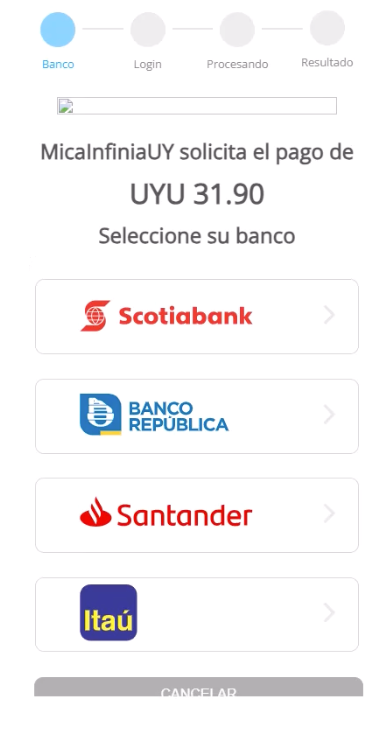 Banco Login Procesando Resultado
MicaInfiniaUY solicita el pago de
UYU 31.90
Seleccione su banco
Scotiabank
BANCO
REPÚBLICA
Santander
Itaú
CANCELAR